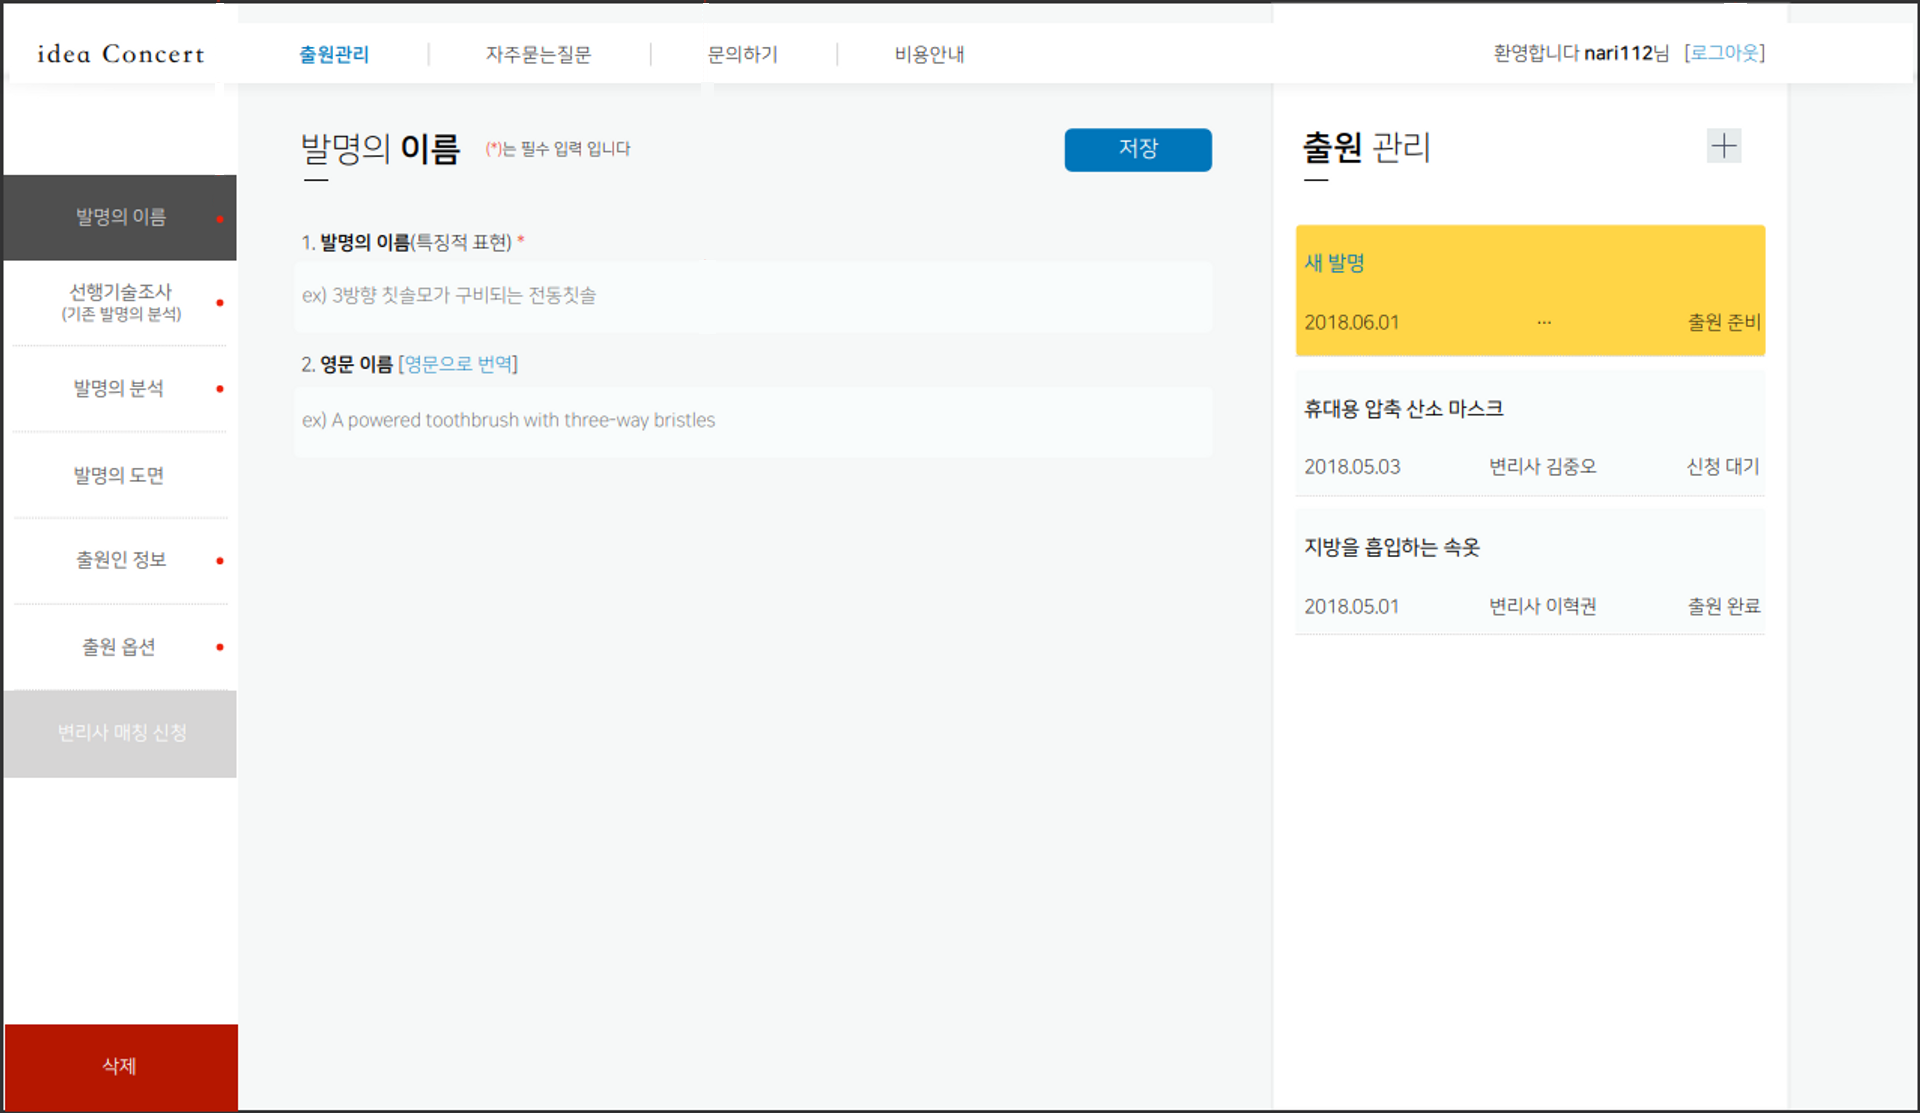 idea Concert
출원관리
자주묻는질문
문의하기
비용안내
환영합니다 nari112님 [로그아웃]
발명의 이름
선행기술조사
(기존 발명의 분석)
발명의 분석
발명의 도면
출원인 정보
출원 옵션
변리사 매칭 신청
삭제
발명의 이름 (*)는 필수 입력 입니다
저장
1. 발명의 이름(특징적 표현) *
ex) 3방향 칫솔모가 구비되는 전동칫솔
2. 영문 이름 [영문으로 번역]
ex) A powered toothbrush with three-way bristles
출원 관리
새 발명
2018.06.01 ... 출원 준비
휴대용 압축 산소 마스크
2018.05.03 변리사 김중오 신청 대기
지방을 흡입하는 속옷
2018.05.01 변리사 이혁권 출원 완료